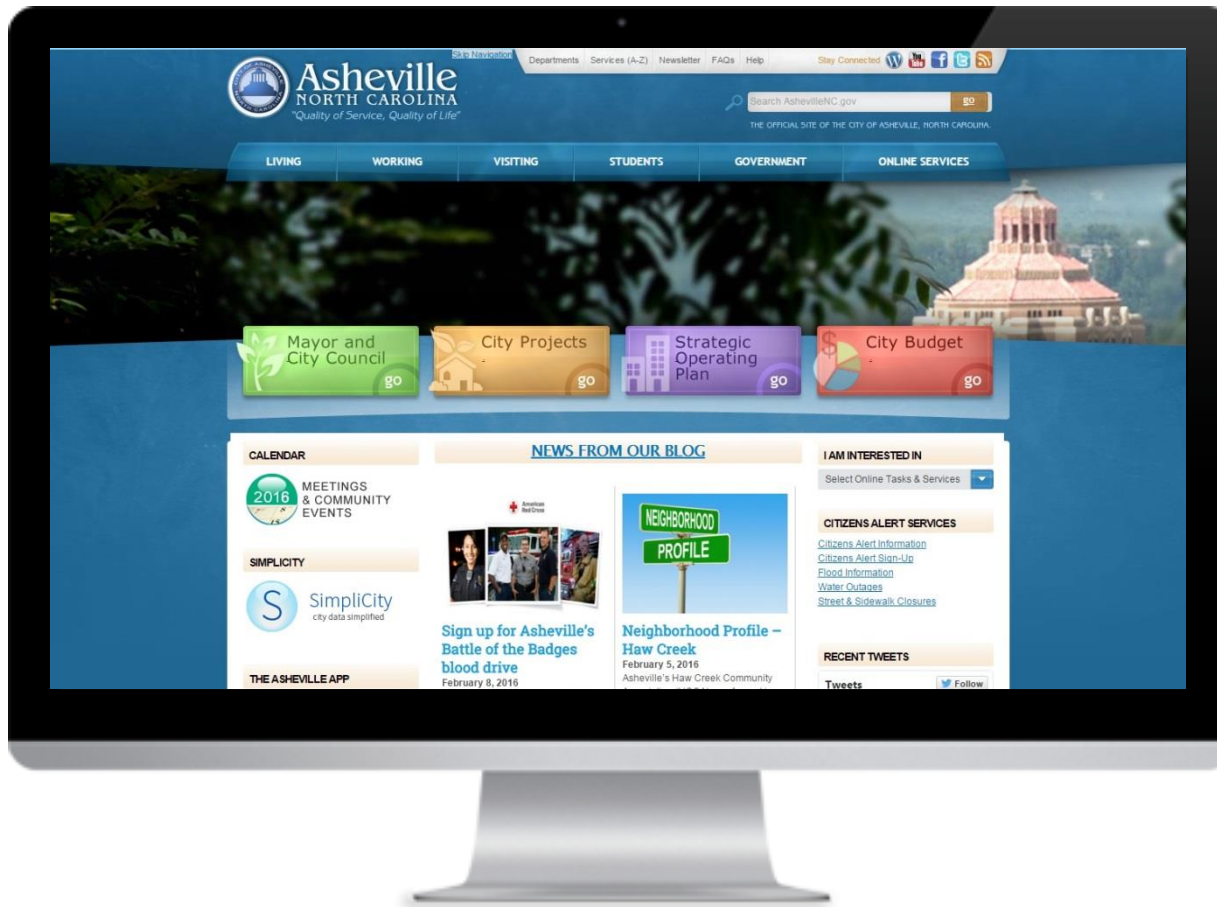 Skip Navigation
Departments Services (A-Z) Newsletter FAQs Help Stay Connected
Asheville
NORTH CAROLINA
"Quality of Service, Quality of Life"
Search AshevilleNC.gov go
THE OFFICIAL SITE OF THE CITY OF ASHEVILLE, NORTH CAROLINA.
LIVING WORKING VISITING STUDENTS GOVERNMENT ONLINE SERVICES
Mayor and
City Council
go
City Projects
-
go
Strategic
Operating
Plan
go
City Budget
-
go
CALENDAR
2016
MEETINGS
& COMMUNITY
EVENTS
SIMPLICITY
S
SimpliCity
city data simplified
THE ASHEVILLE APP
NEWS FROM OUR BLOG
American
Red Cross
Sign up for Asheville's
Battle of the Badges
blood drive
February 8, 2016
NEIGHBORHOOD
PROFILE
Neighborhood Profile –
Haw Creek
February 5, 2016
Asheville's Haw Creek Community
I AM INTERESTED IN
Select Online Tasks & Services
CITIZENS ALERT SERVICES
Citizens Alert Information
Citizens Alert Sign-Up
Flood Information
Water Outages
Street & Sidewalk Closures
RECENT TWEETS
Tweets Follow